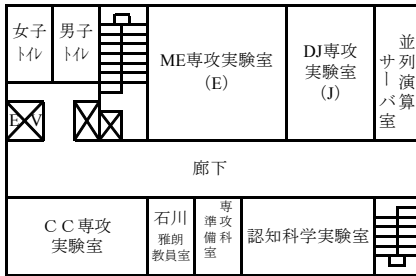 女子
トイレ
男子
トイレ
ME専攻実験室
(E)
DJ専攻
実験室
(J)
並列演算
サーバ室
EV
廊下
CC専攻
実験室
石川
雅朗
教員室
専攻科
準備室
認知科学実験室